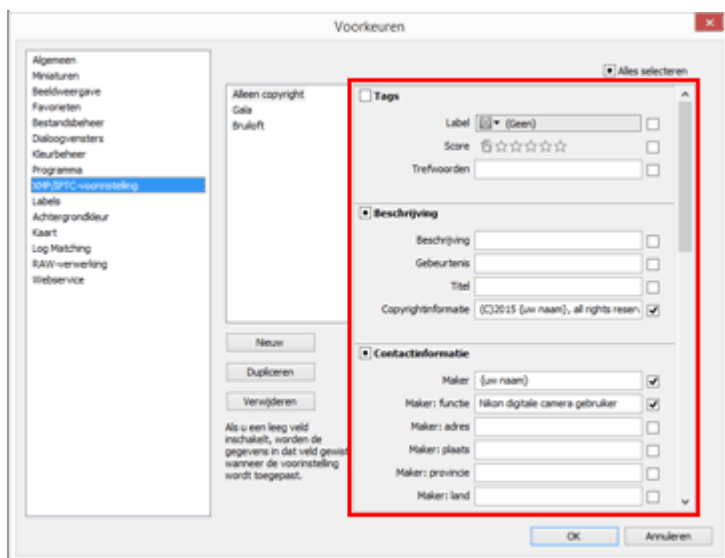 Voorkeuren
Algemeen
Miniaturen
Beeldweergave
Favorieten
Bestandsbeheer
Dialoogvensters
Kleurbeheer
Programma
XMP/IPTC-voorinstelling
Labels
Achtergrondkleur
Kaart
Log Matching
RAW-verwerking
Webservice
Alleen copyright
Gala
Bruiloft
Nieuw
Dupliceren
Verwijderen
Als u een leeg veld
inschakelt, worden de
gegevens in dat veld gewist
wanneer de voorinstelling
wordt toegepast.
Alles selecteren
Tags
Label (Geen)
Score
Trefwoorden
Beschrijving
Beschrijving
Gebeurtenis
Titel
Copyrightinformatie (C)2015 {uw naam}, all rights reserv
Contactinformatie
Maker {uw naam}
Maker: functie Nikon digitale camera gebruiker
Maker: adres
Maker: plaats
Maker: provincie
Maker: land
OK Annuleren